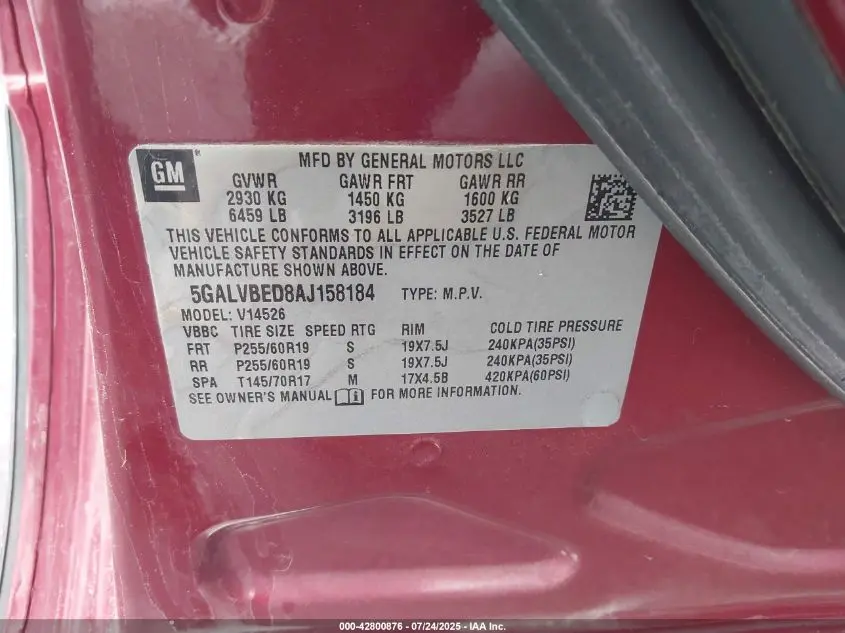 GM
MFD BY GENERAL MOTORS LLC
GVWR GAWR FRT GAWR RR
2930 KG 1450 KG 1600 KG
6459 LB 3196 LB 3527 LB
THIS VEHICLE CONFORMS TO ALL APPLICABLE U.S. FEDERAL MOTOR
VEHICLE SAFETY STANDARDS IN EFFECT ON THE DATE OF
MANUFACTURE SHOWN ABOVE.
5GALVBED8AJ158184 TYPE: M.P.V.
MODEL: V14526
VBBC TIRE SIZE SPEED RTG RIM COLD TIRE PRESSURE
FRT P255/60R19 S 19X7.5J 240KPA(35PSI)
RR P255/60R19 S 19X7.5J 240KPA(35PSI)
SPA T145/70R17 M 17X4.5B 420KPA(60PSI)
SEE OWNER'S MANUAL FOR MORE INFORMATION.
000-42800876 - 07/24/2025 - IAA Inc.